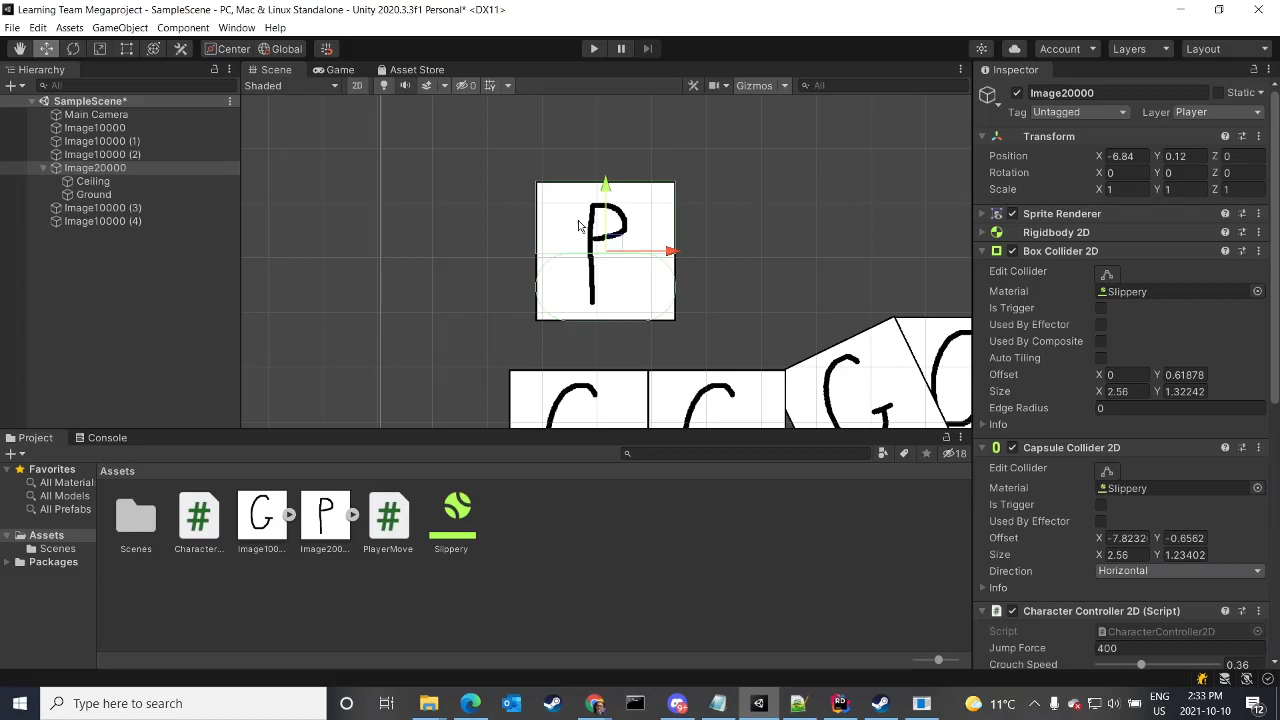 Learning Team Megaproject - SampleScene - PC, Mac & Linux Standalone - Unity 2020.3.3f1 Personal* <DX11>
File Edit Assets GameObject Component Window Help
Center Global Account Layers Layout
Hierarchy Scene Game Asset Store Inspector
All Shaded 2D 0 Gizmos All Image20000 Static
SampleScene* Tag Untagged Layer Player
Main Camera
Image10000
Image10000 (1)
Image10000 (2)
Image20000
Ceiling
Ground
Image10000 (3)
Image10000 (4)
P
G G G
Transform
Position X -6.84 Y 0.12 Z 0
Rotation X 0 Y 0 Z 0
Scale X 1 Y 1 Z 1
Sprite Renderer
Rigidbody 2D
Box Collider 2D
Edit Collider
Material Slippery
Is Trigger
Used By Effector
Used By Composite
Auto Tiling
Offset X 0 Y 0.61878
Size X 2.56 Y 1.32242
Edge Radius 0
Info
Capsule Collider 2D
Edit Collider
Material Slippery
Is Trigger
Used By Effector
Offset X -7.8232 Y -0.6562
Size X 2.56 Y 1.23402
Direction Horizontal
Info
Character Controller 2D (Script)
Script CharacterController2D
Jump Force 400
Crouch Speed 0.36
Project Console
18
Favorites
All Material
All Models
All Prefabs
Assets
Scenes
Packages
Assets
G P
Scenes Character... Image100... Image200... PlayerMove Slippery
Type here to search
11°C ENG US 2:33 PM 2021-10-10